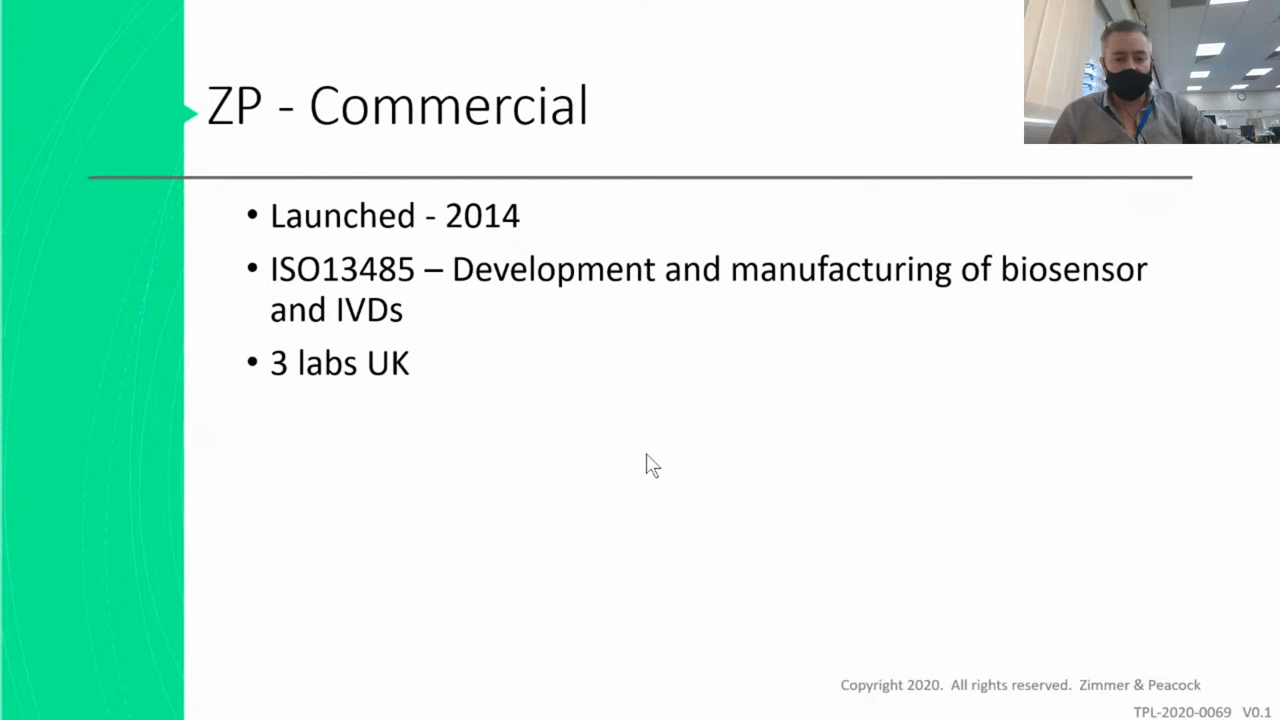 ZP - Commercial
• Launched - 2014
• ISO13485 – Development and manufacturing of biosensor
and IVDs
• 3 labs UK
Copyright 2020. All rights reserved. Zimmer & Peacock
TPL-2020-0069 V0.1